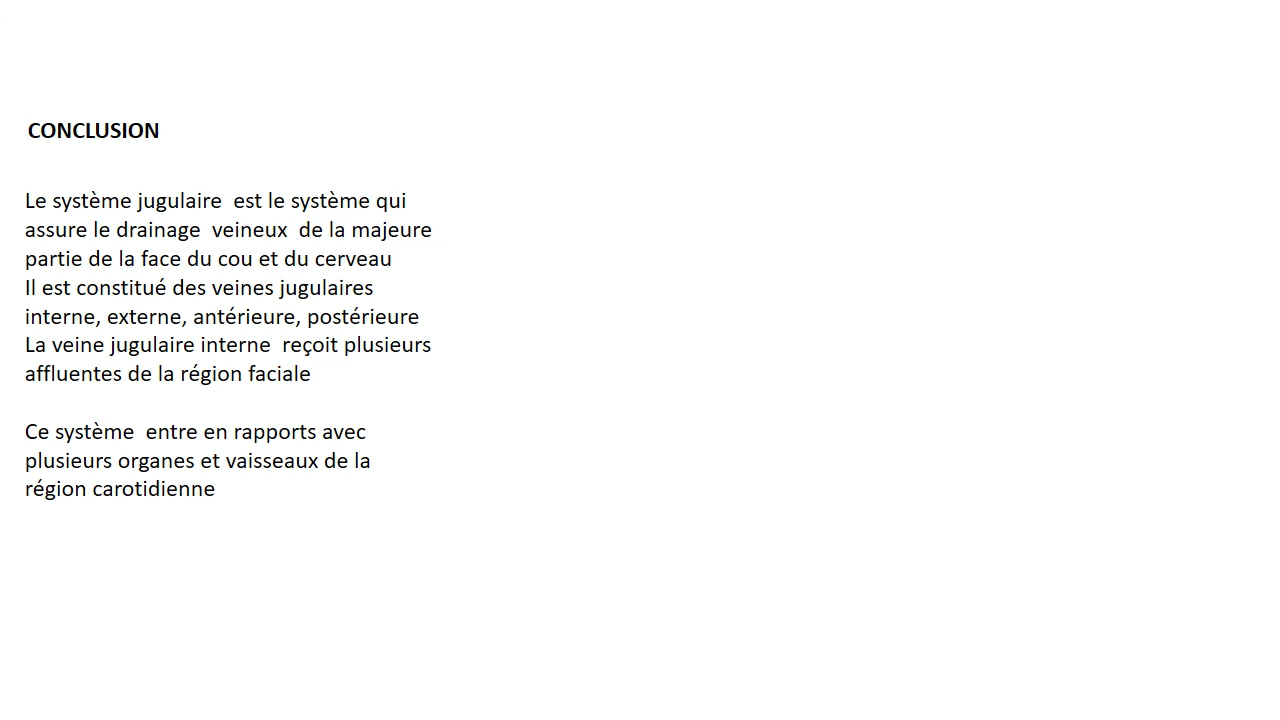 CONCLUSION
Le système jugulaire  est le système qui
assure le drainage  veineux  de la majeure
partie de la face du cou et du cerveau
Il est constitué des veines jugulaires
interne, externe, antérieure, postérieure
La veine jugulaire interne  reçoit plusieurs
affluentes de la région faciale
Ce système  entre en rapports avec
plusieurs organes et vaisseaux de la
région carotidienne